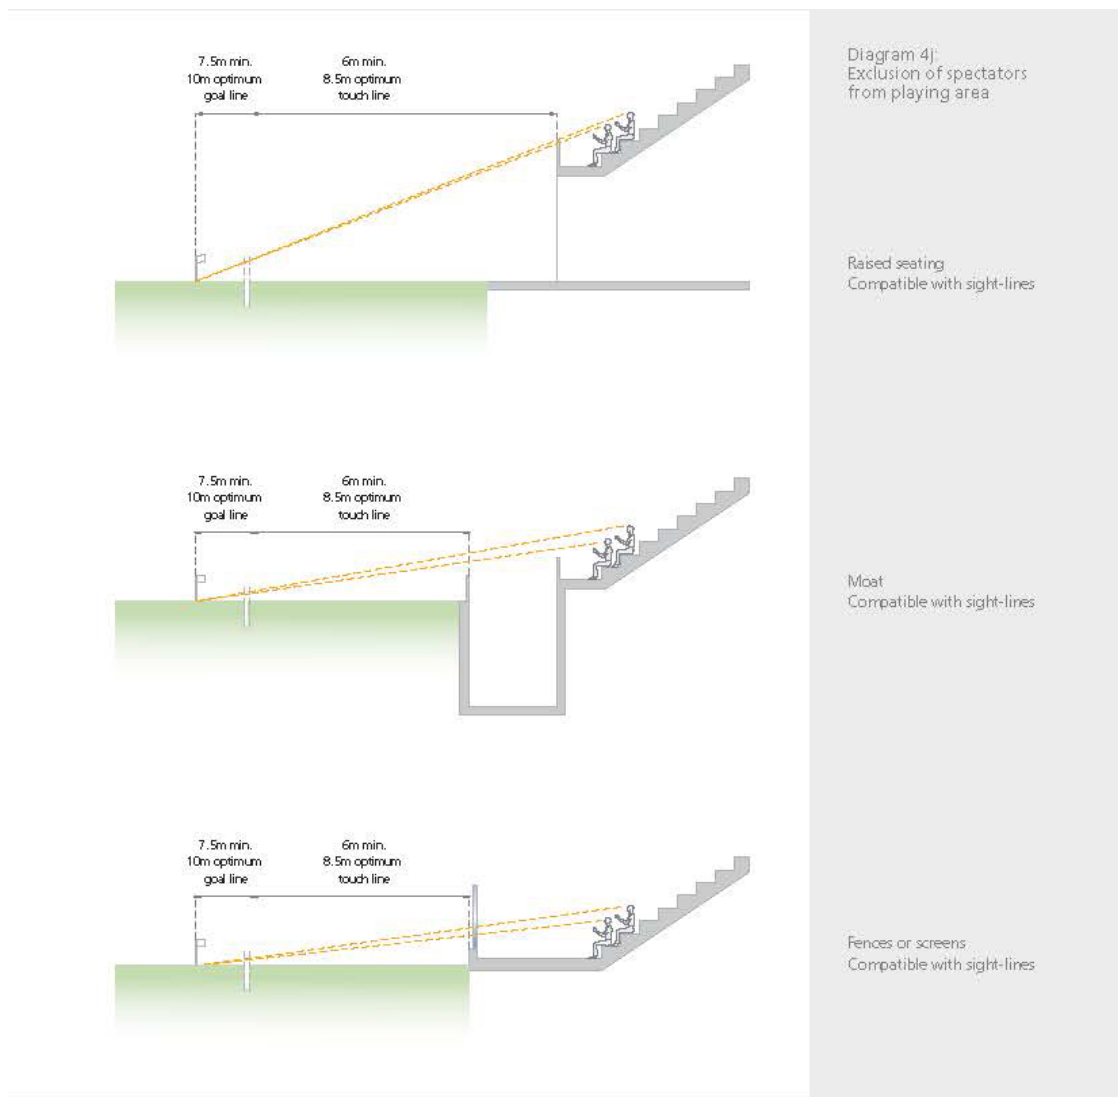 7.5m min.
10m optimum
goal line
6m min.
8.5m optimum
touch line
Diagram 4j:
Exclusion of spectators
from playing area
Raised seating
Compatible with sight-lines
7.5m min.
10m optimum
goal line
6m min.
8.5m optimum
touch line
Moat
Compatible with sight-lines
7.5m min.
10m optimum
goal line
6m min.
8.5m optimum
touch line
Fences or screens
Compatible with sight-lines